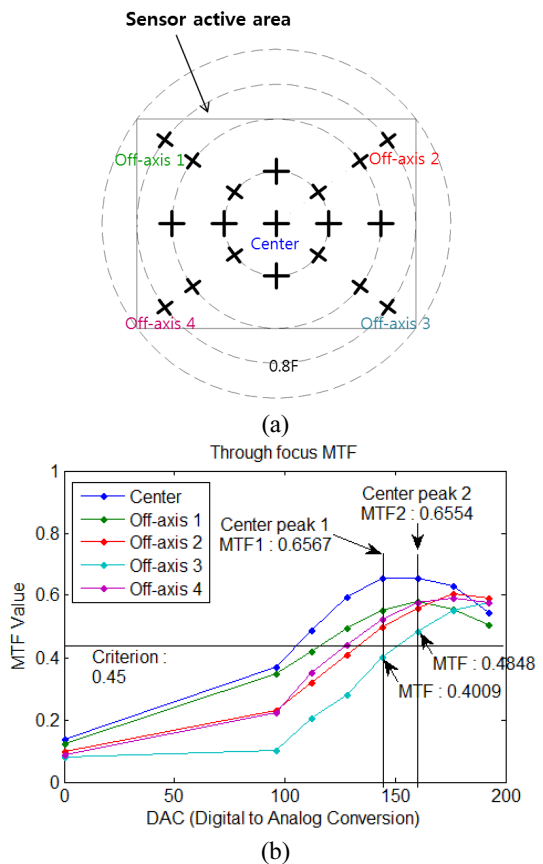 Sensor active area
Off-axis 1
Off-axis 2
Center
Off-axis 4
Off-axis 3
0.8F
(a)
Through focus MTF
1
0.8
0.6
0.4
0.2
0
MTF Value
Center
Off-axis 1
Off-axis 2
Off-axis 3
Off-axis 4
Center peak 1
MTF1 : 0.6567
Center peak 2
MTF2 : 0.6554
Criterion :
0.45
MTF : 0.4848
MTF : 0.4009
0
50
100
150
200
DAC (Digital to Analog Conversion)
(b)